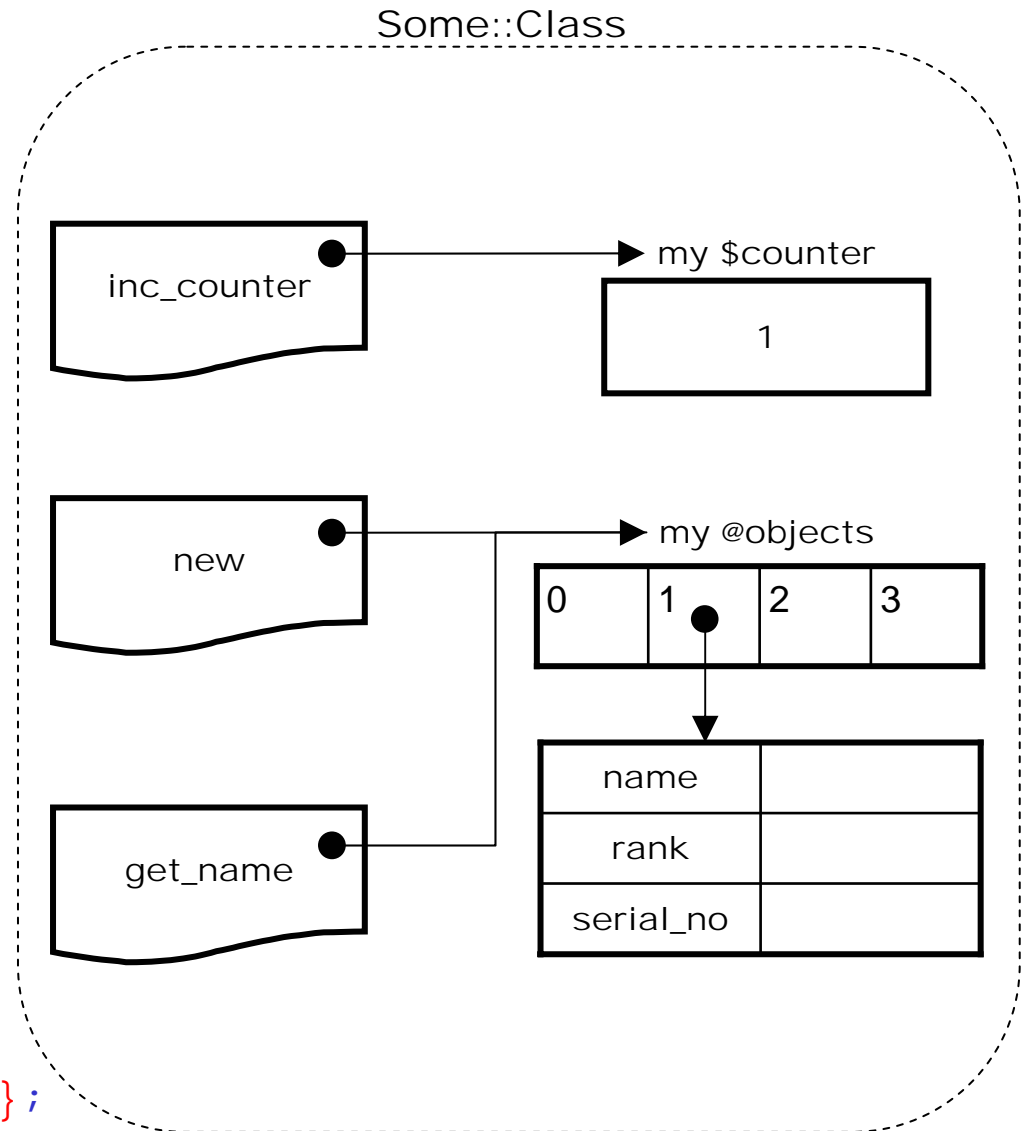 Some::Class
inc_counter
my $counter
1
new
my @objects
0 1 2 3
name
get_name
rank
serial_no
};